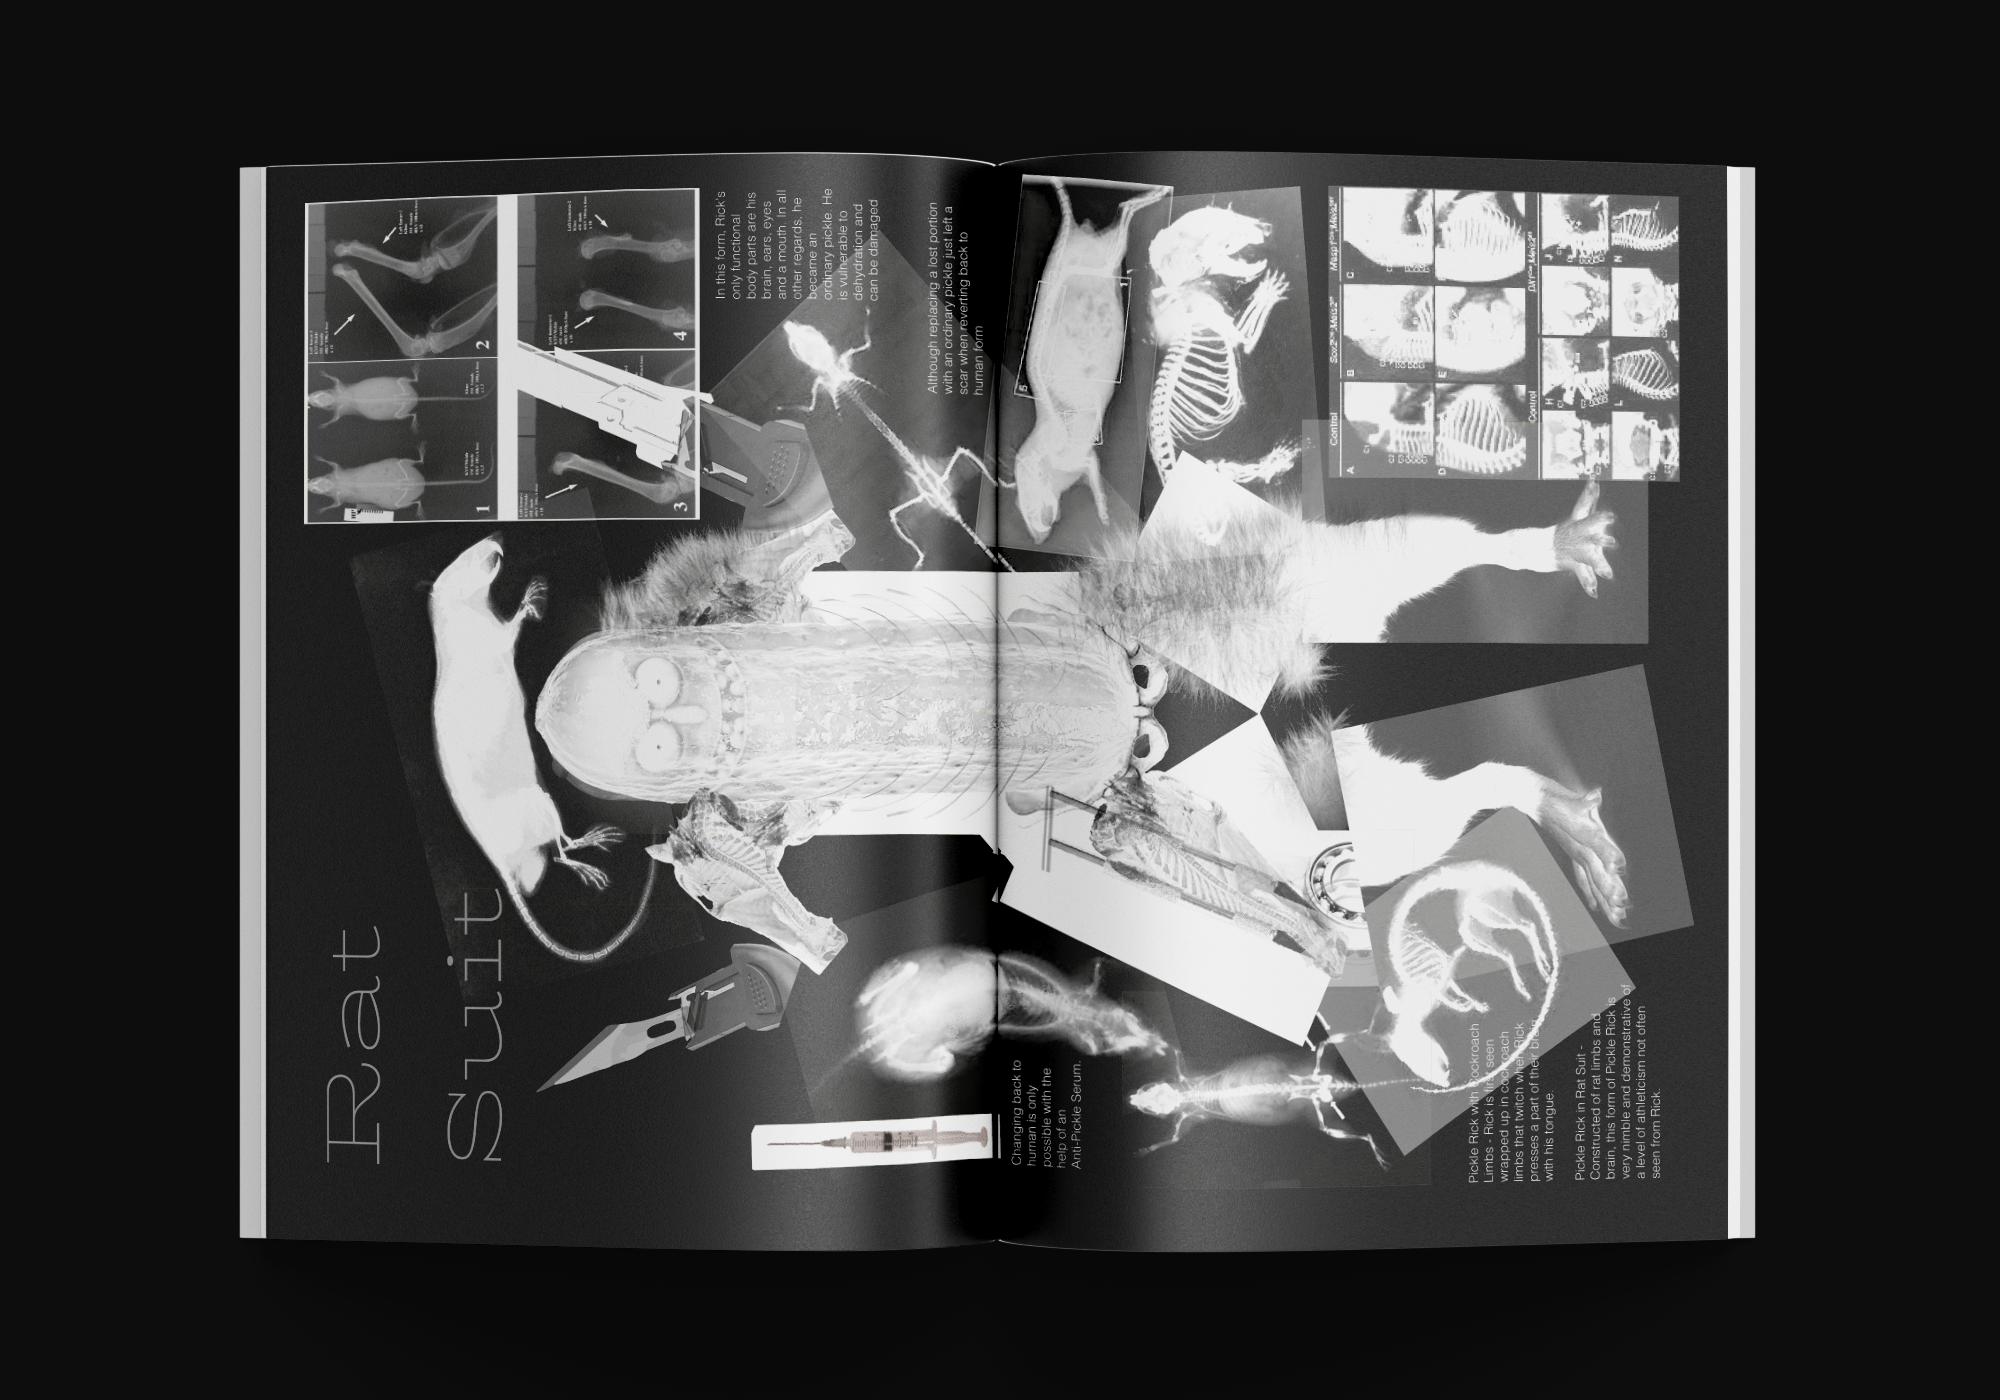 Rat
Suit
In this form, Rick's
only functional
body parts are his
brain, ears, eyes
and a mouth. In all
other regards, he
became an
ordinary pickle. He
is vulnerable to
dehydration and
can be damaged
Although replacing a lost portion
with an ordinary pickle just left a
scar when reverting back to
human form
Changing back to
human is only
possible with the
help of an
Anti-Pickle Serum.
Pickle Rick with Cockroach
Limbs - Rick is first seen
wrapped up in cockroach
limbs that twitch when Rick
presses a part of their brain
with his tongue.
Pickle Rick in Rat Suit -
Constructed of rat limbs and
brain, this form of Pickle Rick is
very nimble and demonstrative of
a level of athleticism not often
seen from Rick.
1
2
3
4
5
Control
A
B
C
D
E
Control
H
J
L
N